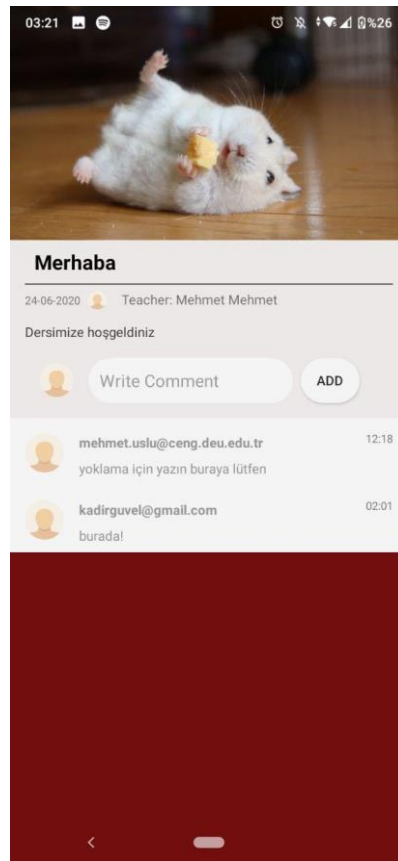 03:21 %26
Merhaba
24-06-2020 Teacher: Mehmet Mehmet
Dersimize hoşgeldiniz
Write Comment ADD
mehmet.uslu@ceng.deu.edu.tr 12:18
yoklama için yazın buraya lütfen
kadirguvel@gmail.com 02:01
burada!